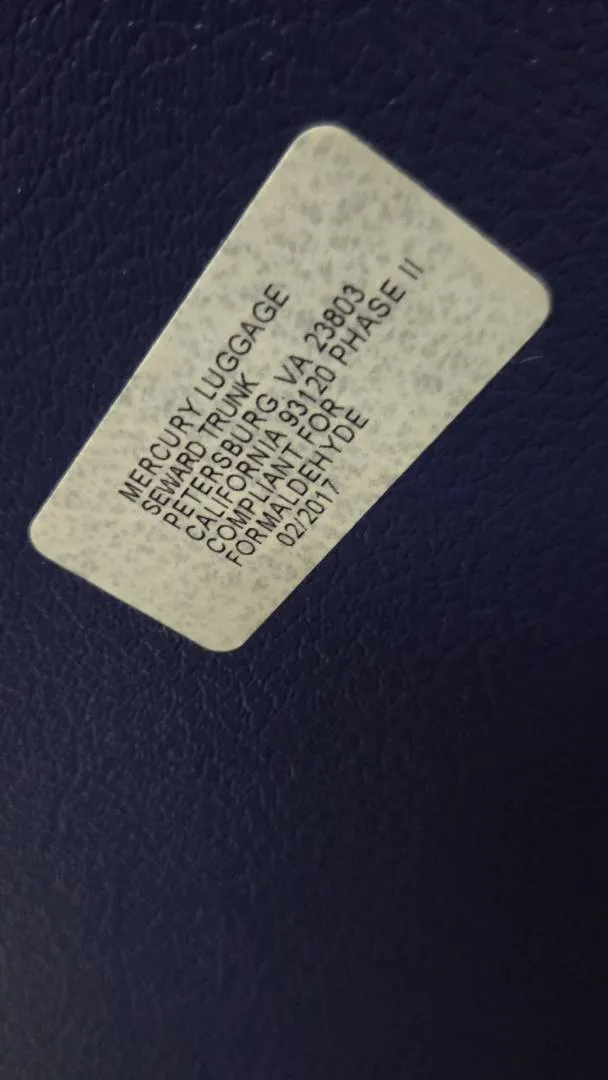 MERCURY LUGGAGE
SEWARD TRUNK
PETERSBURG VA 23803
CALIFORNIA 93120 PHASE II
COMPLIANT FOR
FORMALDEHYDE
02/2017